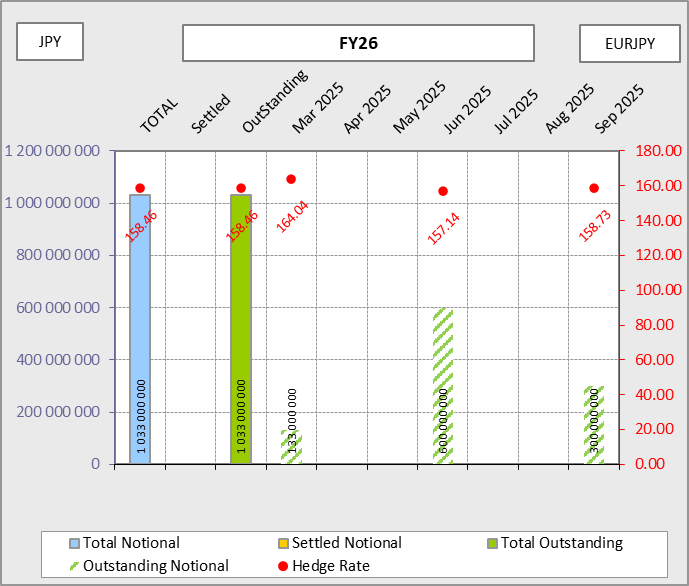 JPY
FY26
EURJPY
TOTAL
Settled
OutStanding
Mar 2025
Apr 2025
May 2025
Jun 2025
Jul 2025
Aug 2025
Sep 2025
1 200 000 000
1 000 000 000
800 000 000
600 000 000
400 000 000
200 000 000
0
180.00
160.00
140.00
120.00
100.00
80.00
60.00
40.00
20.00
0.00
158.46
158.46
164.04
157.14
158.73
1 033 000 000
1 033 000 000
133 000 000
600 000 000
300 000 000
Total Notional
Settled Notional
Total Outstanding
Outstanding Notional
Hedge Rate